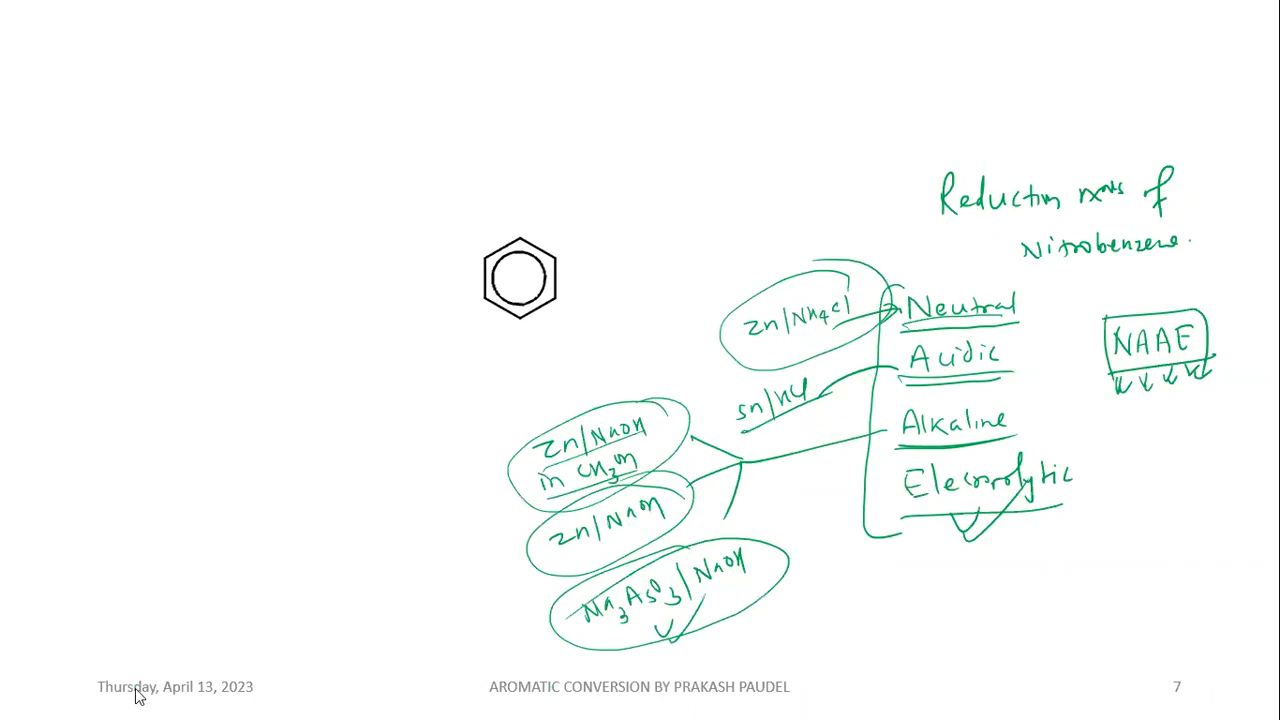 Reduction rxns of
Nitrobenzene.
Zn/NH4Cl
Neutral
NAAE
Acidic
Sn/HCl
Alkaline
Zn/NaOH
in CH3OH
Electrolytic
Zn/NaOH
Na3AsO3/NaOH
Thursday, April 13, 2023
AROMATIC CONVERSION BY PRAKASH PAUDEL
7